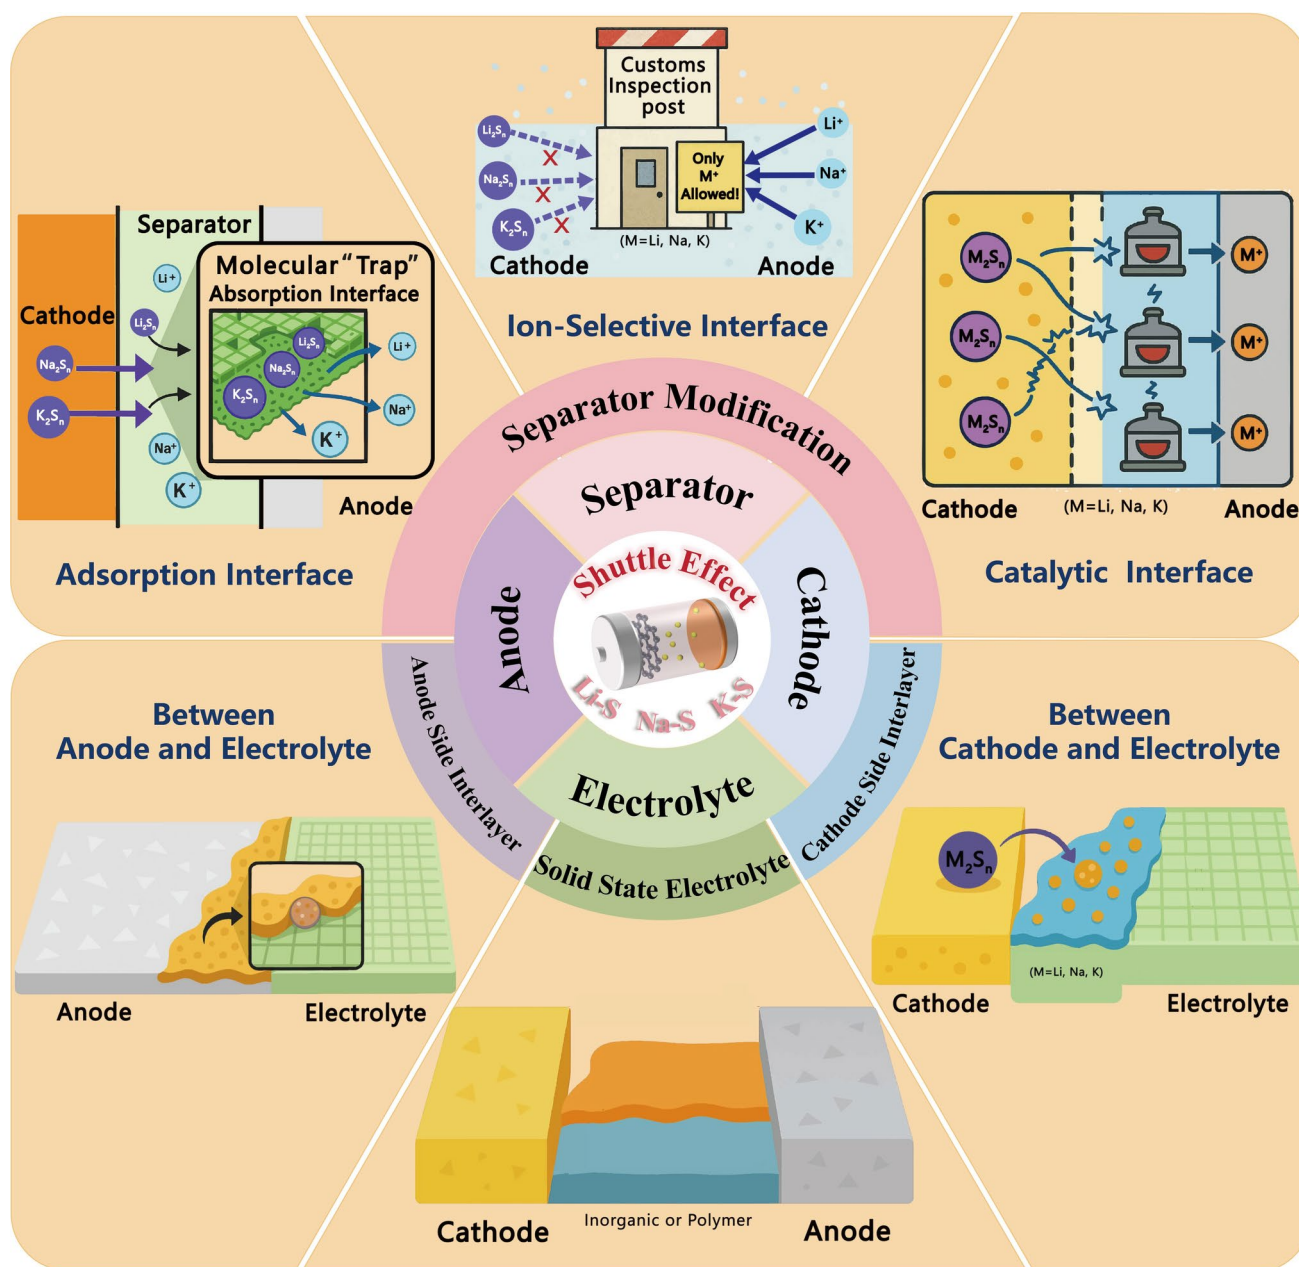 Customs
Inspection
post
Li₂Sₙ
Na₂Sₙ
K₂Sₙ
X
X
X
Only
M⁺
Allowed!
Li⁺
Na⁺
K⁺
(M=Li, Na, K)
Cathode
Anode
Ion-Selective Interface
Separator
Cathode
Li⁺
Li₂Sₙ
Na₂Sₙ
K₂Sₙ
Na⁺
K⁺
Molecular "Trap"
Absorption Interface
Li₂Sₙ
Na₂Sₙ
K₂Sₙ
Li⁺
Na⁺
K⁺
Anode
Adsorption Interface
M₂Sₙ
M₂Sₙ
M₂Sₙ
M⁺
M⁺
M⁺
Cathode
(M=Li, Na, K)
Anode
Catalytic Interface
Separator Modification
Separator
Anode
Cathode
Shuttle Effect
Li-S
Na-S
K-S
Electrolyte
Anode Side Interlayer
Solid State Electrolyte
Cathode Side Interlayer
Between
Anode and Electrolyte
Anode
Electrolyte
Between
Cathode and Electrolyte
M₂Sₙ
(M=Li, Na, K)
Cathode
Electrolyte
Cathode
Inorganic or Polymer
Anode